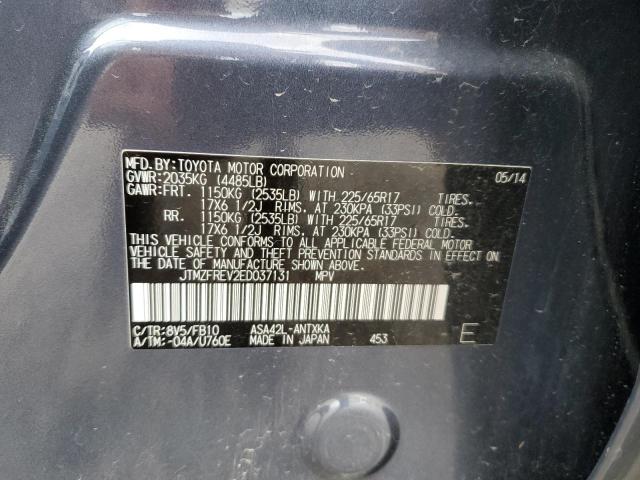 MFD.BY:TOYOTA MOTOR CORPORATION 05/14
GVWR:2035KG (4485LB)
GAWR:FRT 1150KG (2535LB) WITH 225/65R17 TIRES,
17X6 1/2J RIMS, AT 230KPA (33PSI) COLD.
RR. 1150KG (2535LB) WITH 225/65R17 TIRES,
17X6 1/2J RIMS, AT 230KPA (33PSI) COLD.
THIS VEHICLE CONFORMS TO ALL APPLICABLE FEDERAL MOTOR
VEHICLE SAFETY AND THEFT PREVENTION STANDARDS IN EFFECT
ON THE DATE OF MANUFACTURE SHOWN ABOVE.
JTMZFREV2ED037131 MPV
C/TR:8V5/FB10 ASA42L-ANTXKA
A/TM:-04A/U760E MADE IN JAPAN 453 E